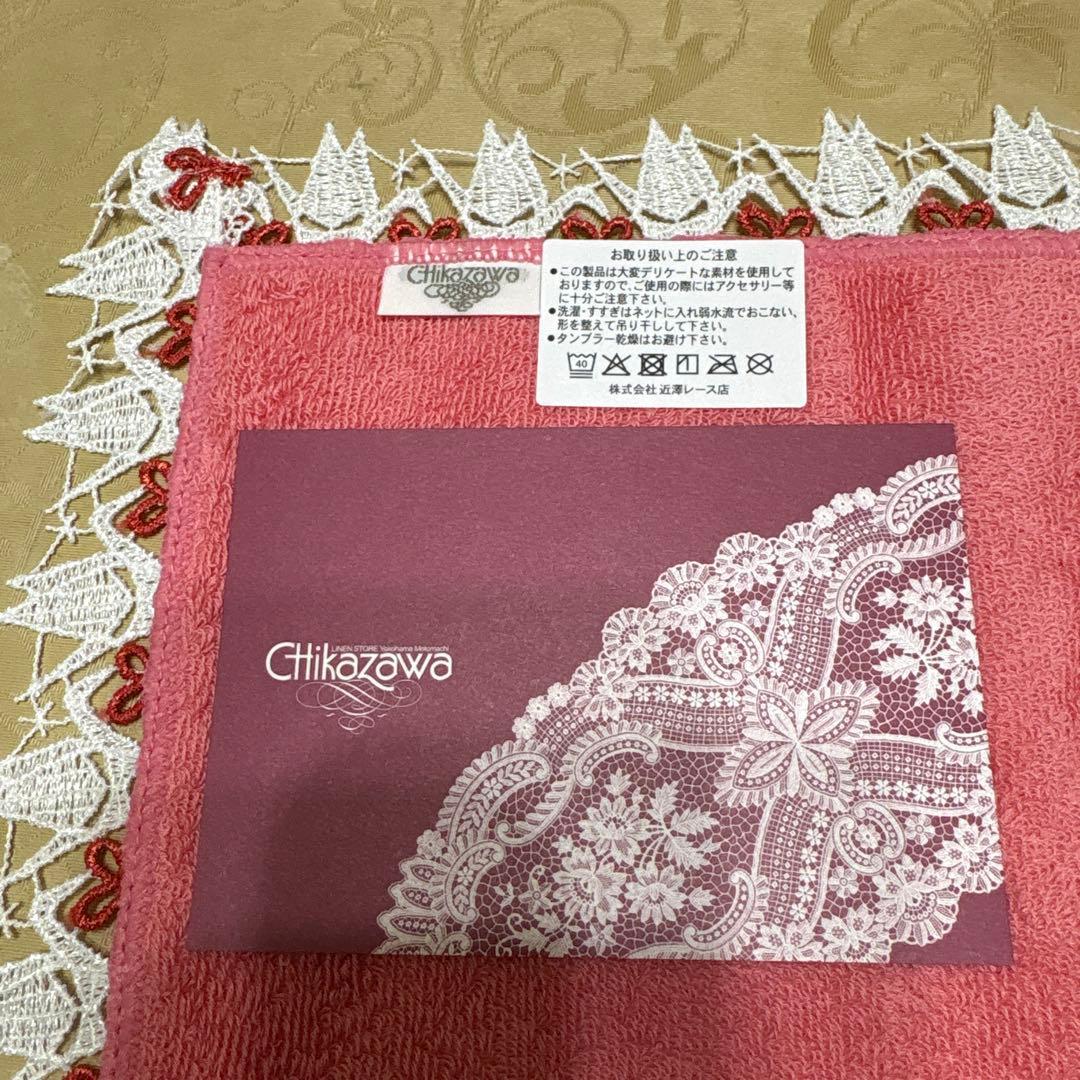 Chikazawa
お取り扱い上のご注意
●この製品は大変デリケートな素材を使用して
おりますので、ご使用の際にはアクセサリー等
に十分ご注意下さい。
●洗濯・すすぎはネットに入れ弱水流でおこない、
形を整えて吊り干しして下さい。
●タンブラー乾燥はお避け下さい。
40
1
株式会社 近澤レース店
LINEN STORE Yokohama Motomachi
Chikazawa